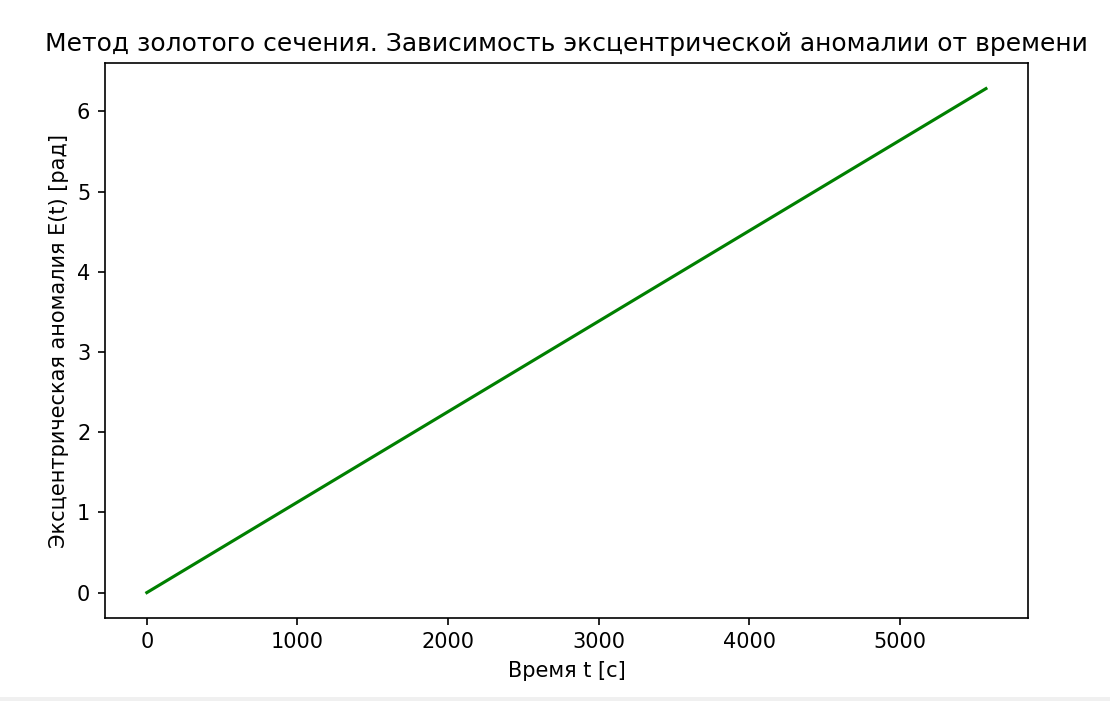 Метод золотого сечения. Зависимость эксцентрической аномалии от времени
Эксцентрическая аномалия E(t) [рад]
6
5
4
3
2
1
0
0 1000 2000 3000 4000 5000
Время t [с]